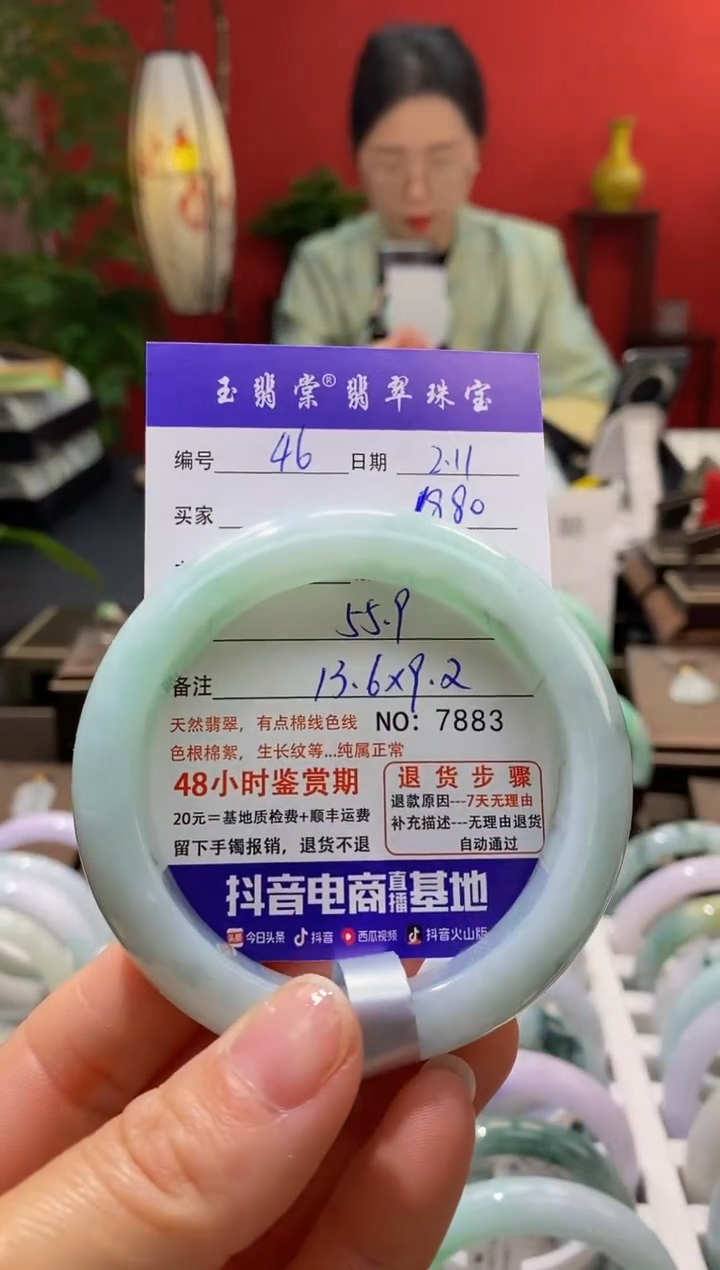 玉翡棠®翡翠珠宝
编号 46 日期 2.11
买家 1880
55.9
备注 13.6x9.2
天然翡翠，有点棉线色线 NO：7883
色根棉絮，生长纹等...纯属正常
48小时鉴赏期
20元=基地质检费+顺丰运费
留下手镯报销，退货不退
退货步骤
退款原因---7天无理由
补充描述---无理由退货
自动通过
抖音电商直播基地
头条 今日头条 抖音 西瓜视频 抖音火山版